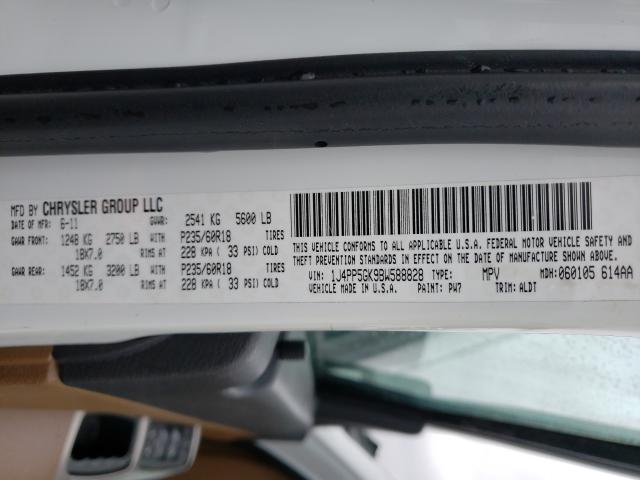 MFD BY CHRYSLER GROUP LLC
DATE OF MFR: 6-11 GVWR: 2541 KG 5600 LB
GAWR FRONT: 1248 KG 2750 LB WITH P235/60R18 TIRES
18X7.0 RIMS AT 228 KPA ( 33 PSI) COLD
GAWR REAR: 1452 KG 3200 LB WITH P235/60R18 TIRES
18X7.0 RIMS AT 228 KPA ( 33 PSI) COLD
THIS VEHICLE CONFORMS TO ALL APPLICABLE U.S.A. FEDERAL MOTOR VEHICLE SAFETY AND
THEFT PREVENTION STANDARDS IN EFFECT ON THE DATE OF MANUFACTURE SHOWN ABOVE.
VIN: 1J4PP5GK9BW588828 TYPE: MPV MDH: 060105 614AA
VEHICLE MADE IN U.S.A. PAINT: PW7 TRIM: ALDT